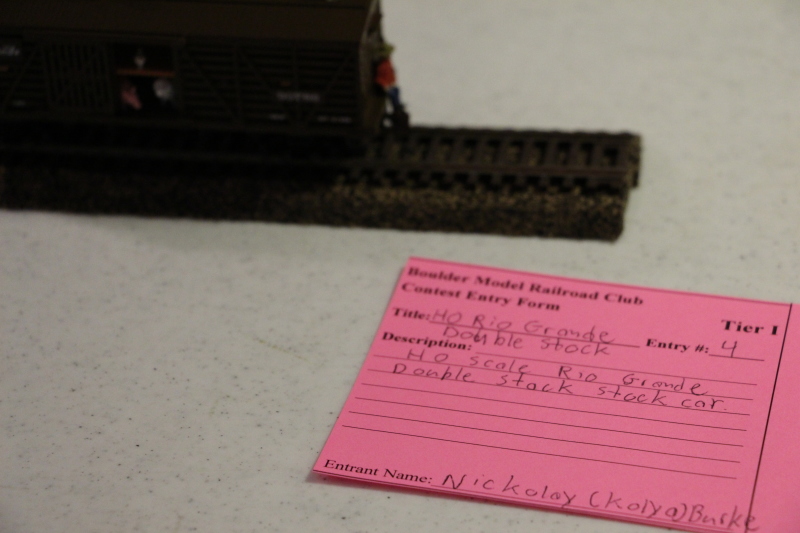 Boulder Model Railroad Club
Contest Entry Form
Tier I
Title: HO Rio Grande
Double Stock
Entry #: 4
Description:
HO scale Rio Grande
Double stack stock car.
Entrant Name: Nickolay (Kolya) Burke